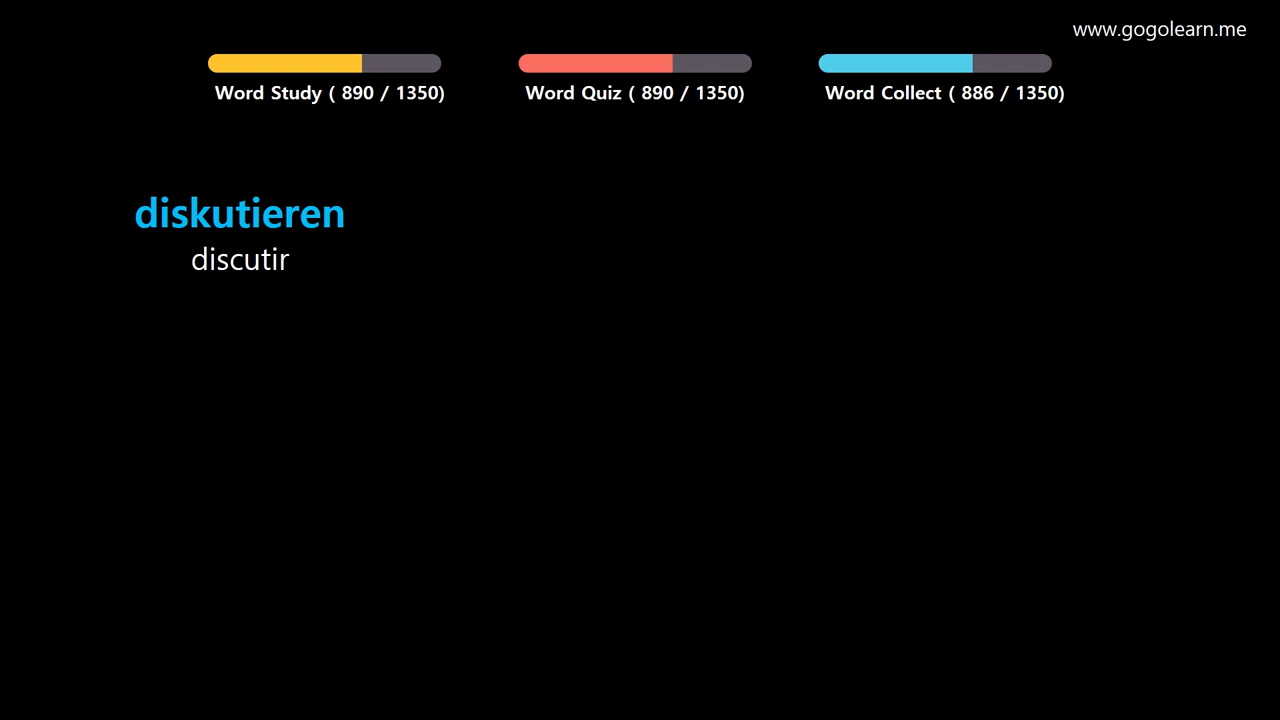 www.gogolearn.me
Word Study ( 890 / 1350)
Word Quiz ( 890 / 1350)
Word Collect ( 886 / 1350)
diskutieren
discutir